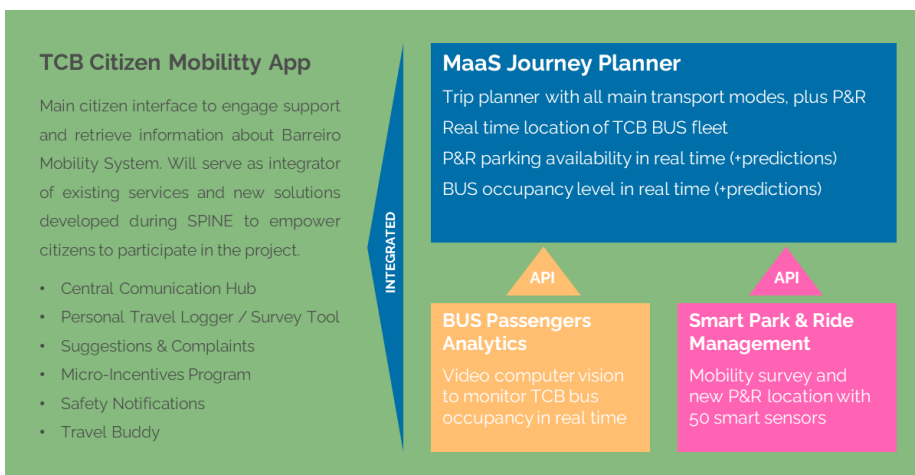 TCB Citizen Mobilitty App
Main citizen interface to engage support
and retrieve information about Barreiro
Mobility System. Will serve as integrator
of existing services and new solutions
developed during SPINE to empower
citizens to participate in the project.
• Central Comunication Hub
• Personal Travel Logger / Survey Tool
• Suggestions & Complaints
• Micro-Incentives Program
• Safety Notifications
• Travel Buddy
INTEGRATED
MaaS Journey Planner
Trip planner with all main transport modes, plus P&R
Real time location of TCB BUS fleet
P&R parking availability in real time (+predictions)
BUS occupancy level in real time (+predictions)
API
BUS Passengers
Analytics
Video computer vision
to monitor TCB bus
occupancy in real time
API
Smart Park & Ride
Management
Mobility survey and
new P&R location with
50 smart sensors